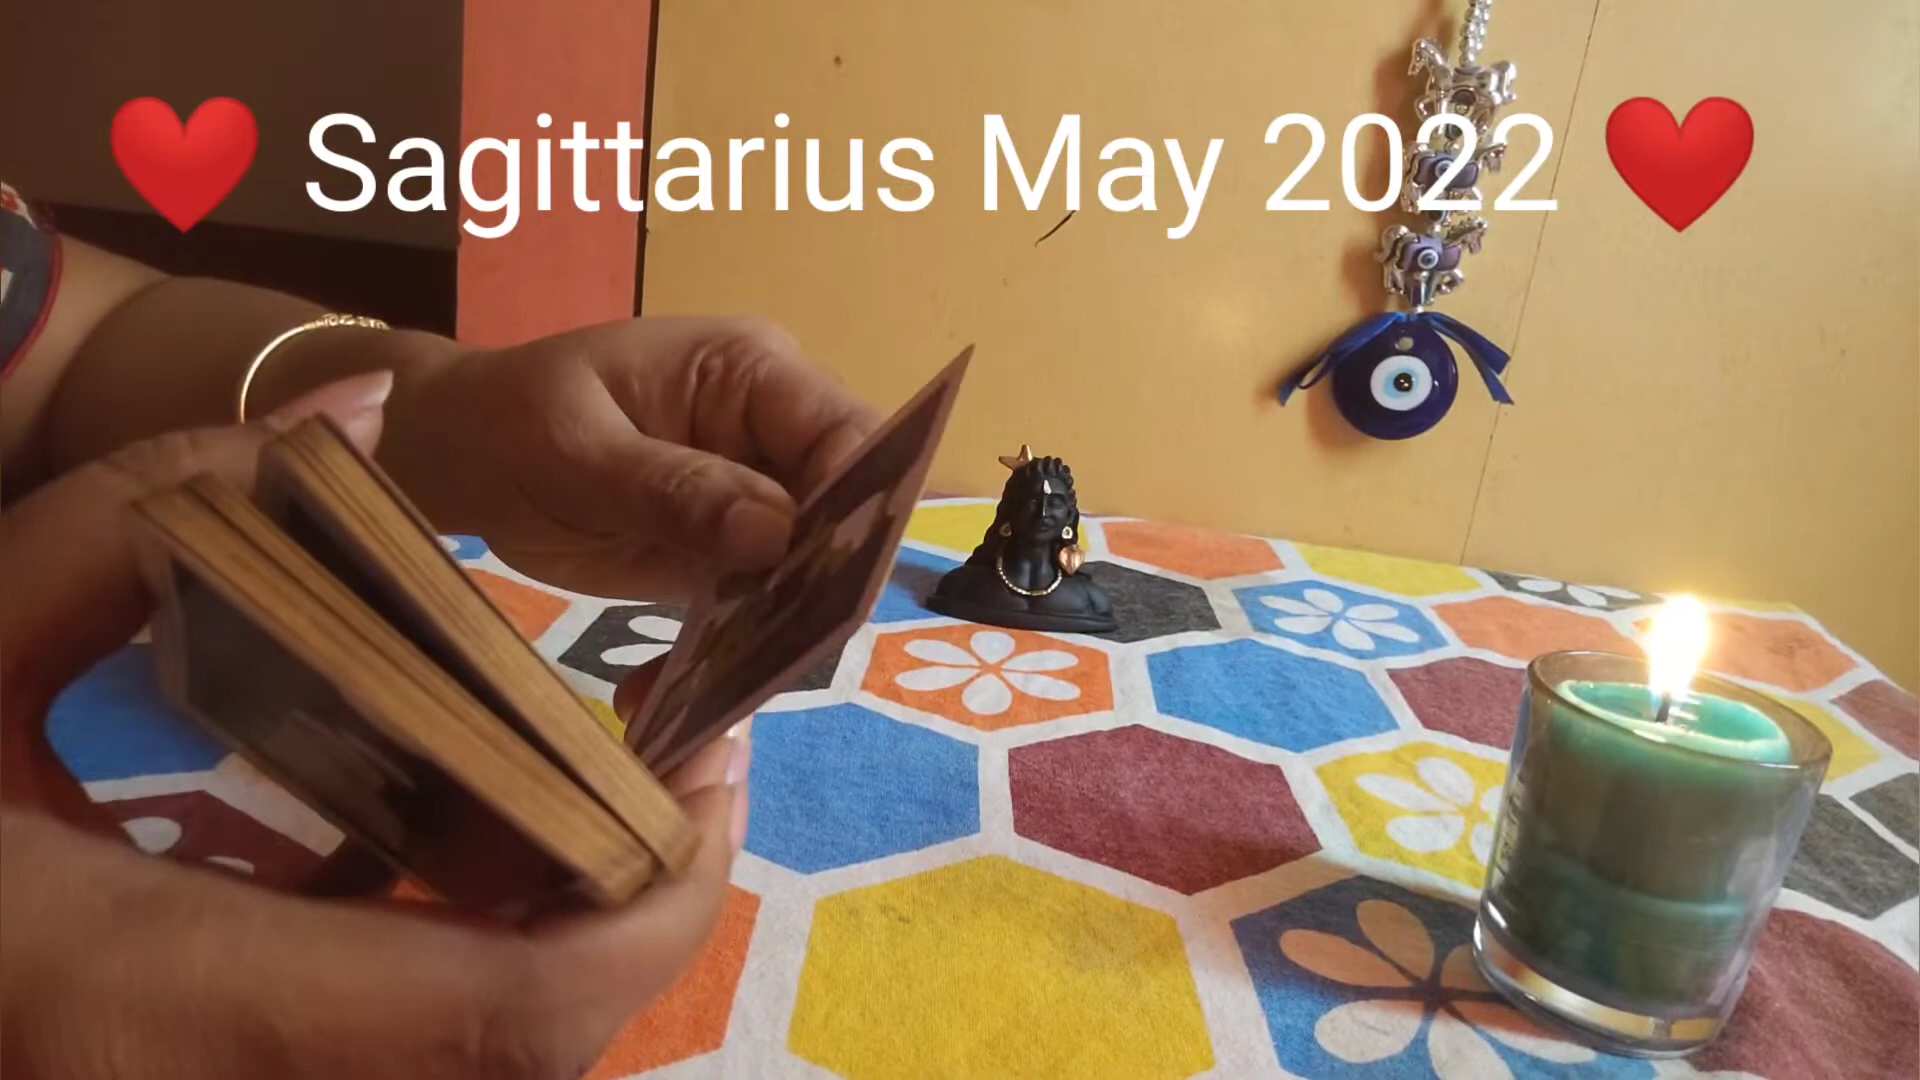 ❤️ Sagittarius May 2022 ❤️